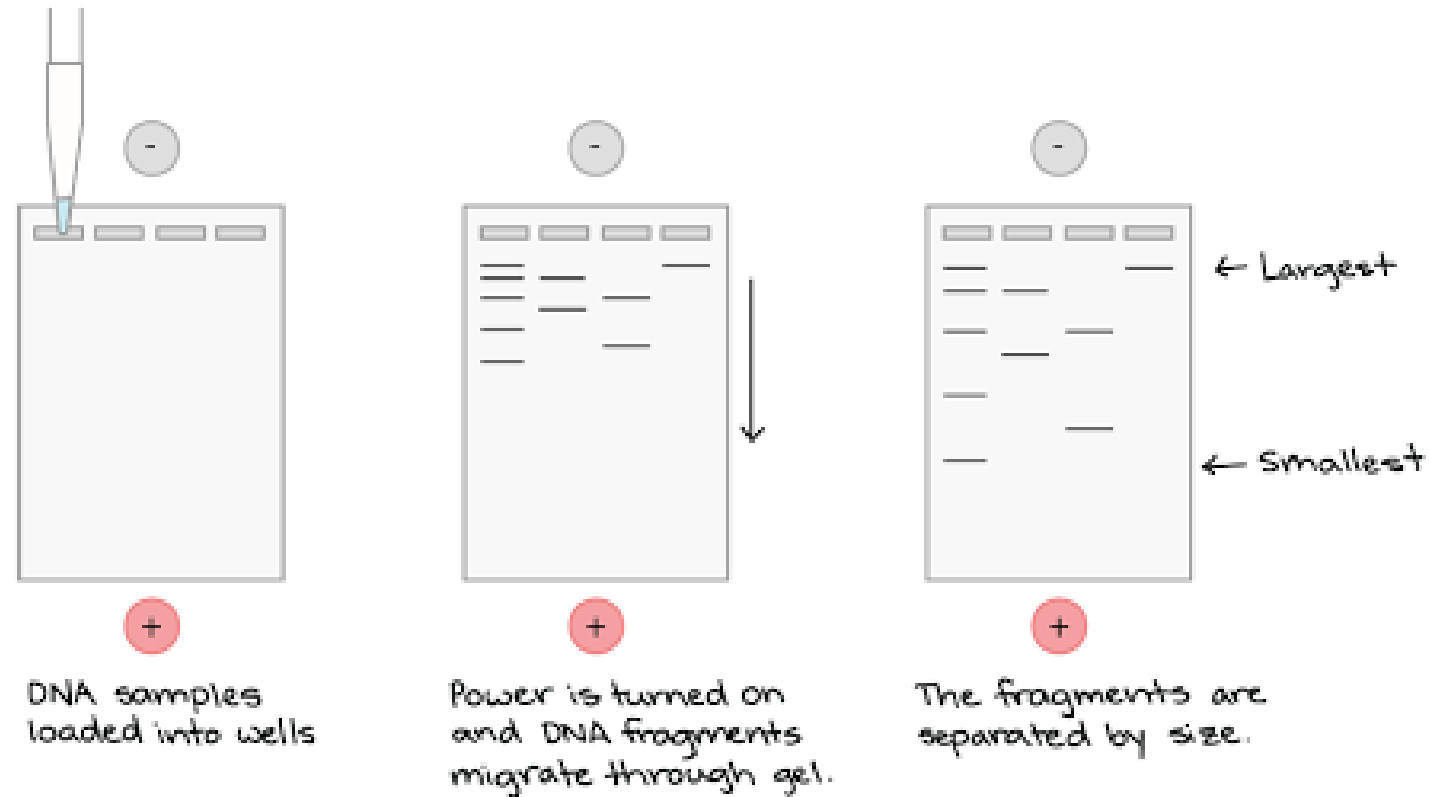 -
-
-
← Largest
← Smallest
+
+
+
DNA samples
loaded into wells
Power is turned on
and DNA fragments
migrate through gel.
The fragments are
separated by size.